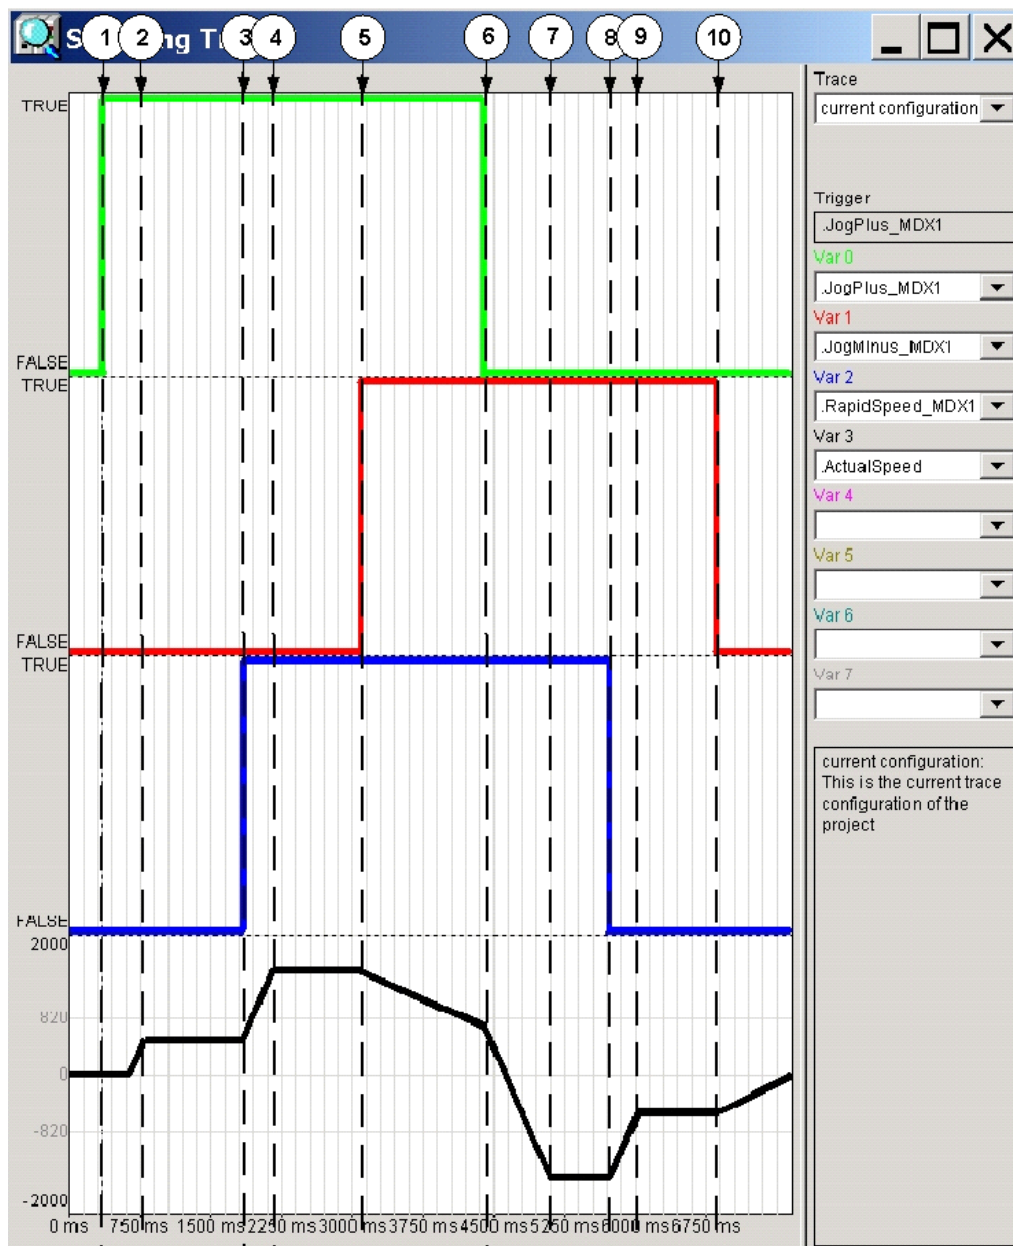 1 2 3 4 5 6 7 8 9 10
Trace
current configuration
Trigger
.JogPlus_MDX1
Var 0
.JogPlus_MDX1
Var 1
.JogMinus_MDX1
Var 2
.RapidSpeed_MDX1
Var 3
.ActualSpeed
Var 4
Var 5
Var 6
Var 7
current configuration:
This is the current trace
configuration of the
project
TRUE
FALSE
TRUE
FALSE
TRUE
FALSE
2000
820
0
-820
-2000
0 ms 750 ms 1500 ms 2250 ms 3000 ms 3750 ms 4500 ms 5250 ms 6000 ms 6750 ms